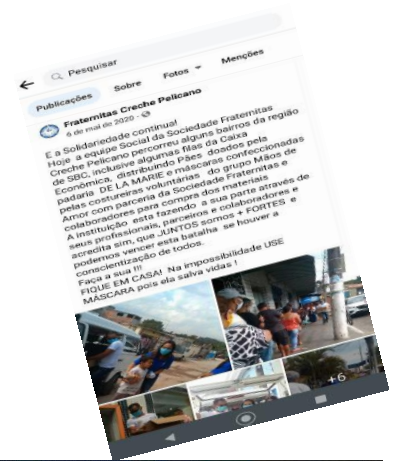 Pesquisar
Publicações Sobre Fotos Menções
Fraternitas Creche Pelicano
6 de mai de 2020
E a Solidariedade continua!
Hoje a equipe Social da Sociedade Fraternitas
Creche Pelicano percorreu alguns bairros da região
de SBC, inclusive algumas filas da Caixa
Econômica, distribuindo Pães doados pela
padaria DE LA MARIE e máscaras confeccionadas
pelas costureiras voluntárias do grupo Mãos de
Amor com parceria da Sociedade Fraternitas e
colaboradores para compra dos materiais
A instituição esta fazendo a sua parte através de
seus profissionais, parceiros e colaboradores e
acredita sim, que JUNTOS somos + FORTES e
podemos vencer esta batalha se houver a
conscientização de todos.
Faça a sua !!!
FIQUE EM CASA! Na impossibilidade USE
MÁSCARA pois ela salva vidas !
+6